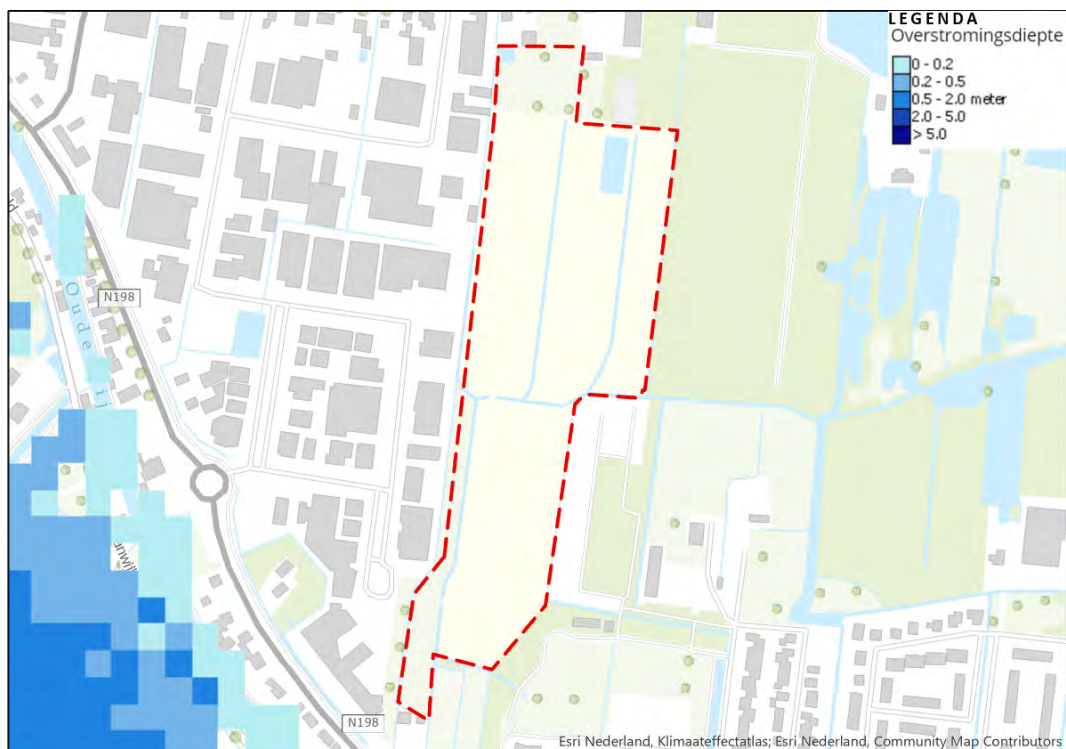 LEGENDA
Overstromingsdiepte
0 - 0.2
0.2 - 0.5
0.5 - 2.0 meter
2.0 - 5.0
> 5.0
N198
Oude
N198
Esri Nederland, Klimaateffectatlas; Esri Nederland, Community Map Contributors